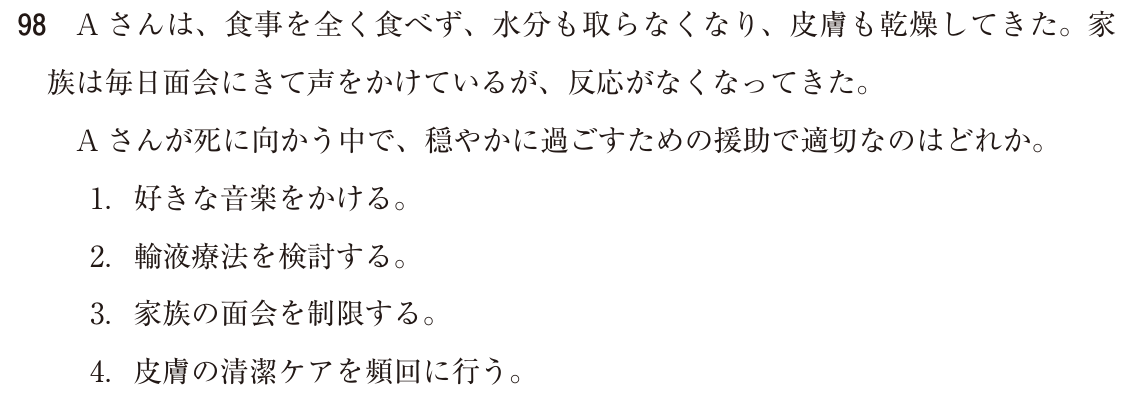 98 Aさんは、食事を全く食べず、水分も取らなくなり、皮膚も乾燥してきた。家
族は毎日面会にきて声をかけているが、反応がなくなってきた。
Aさんが死に向かう中で、穏やかに過ごすための援助で適切なのはどれか。
1. 好きな音楽をかける。
2. 輸液療法を検討する。
3. 家族の面会を制限する。
4. 皮膚の清潔ケアを頻回に行う。